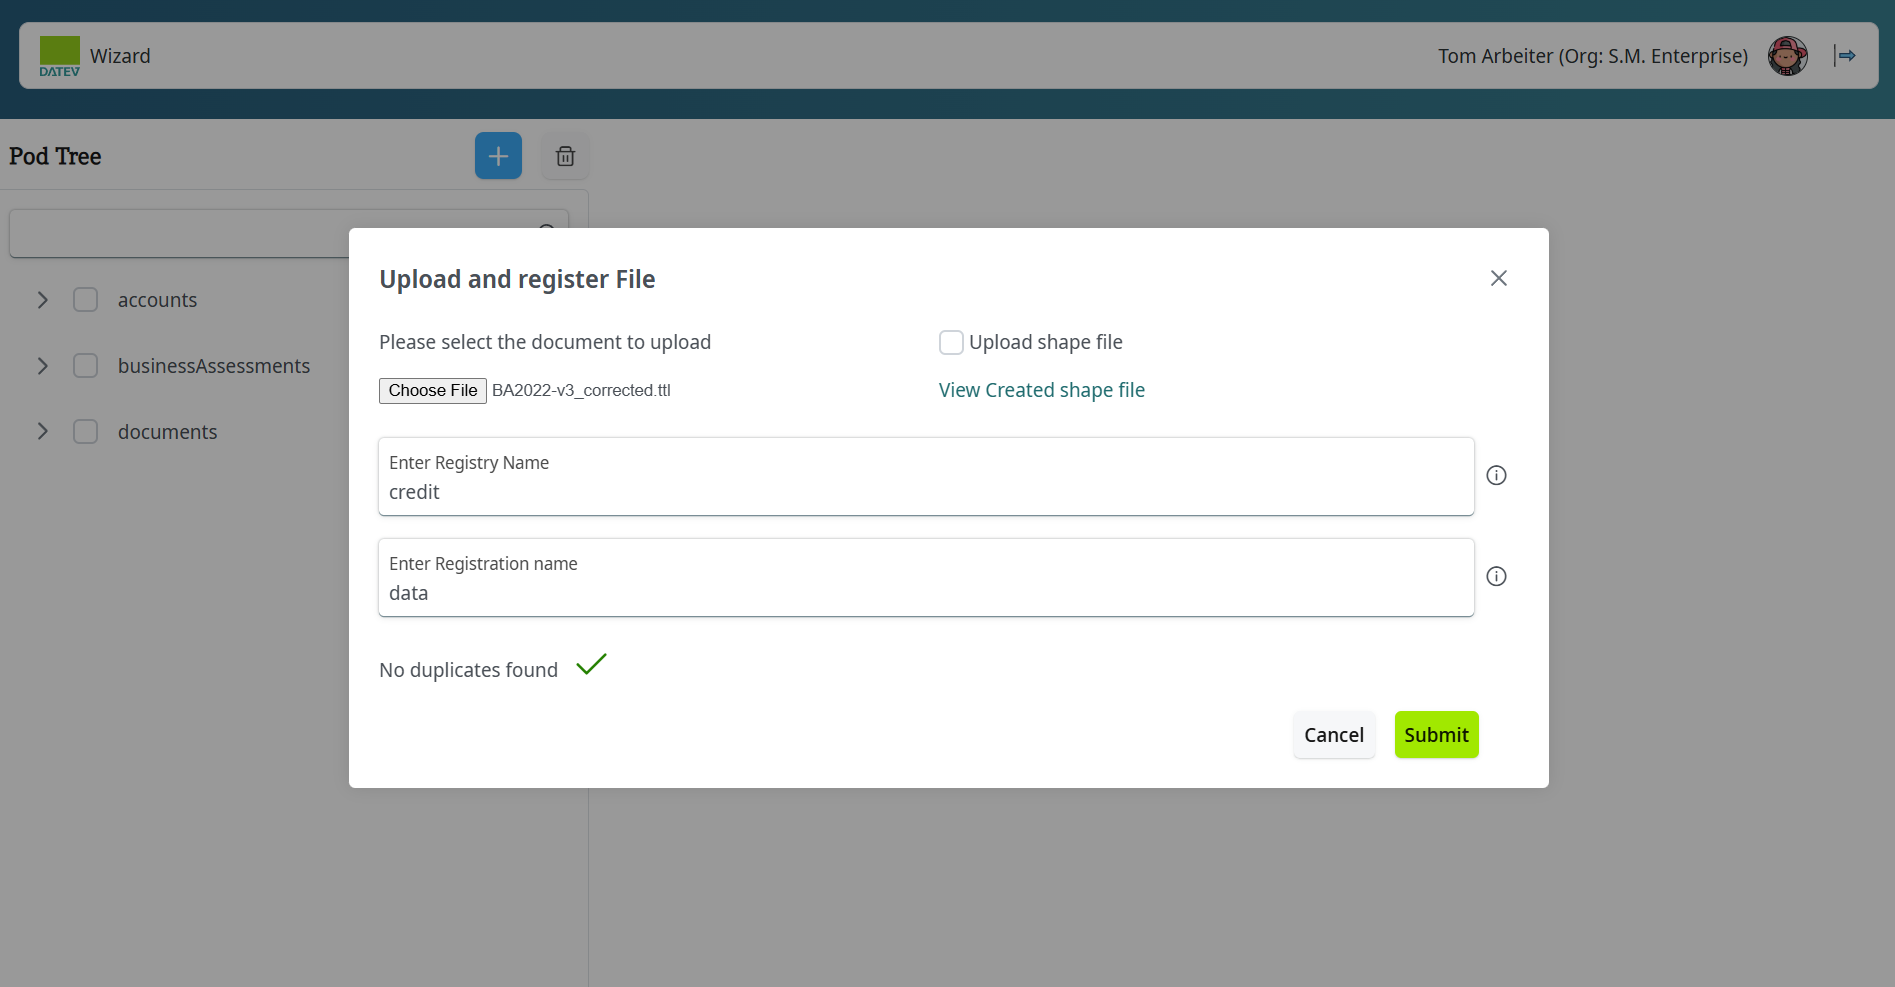 DATEV
Wizard
Tom Arbeiter (Org: S.M. Enterprise)
Pod Tree
accounts
businessAssessments
documents
Upload and register File
Please select the document to upload
Upload shape file
Choose File BA2022-v3_corrected.ttl
View Created shape file
Enter Registry Name
credit
Enter Registration name
data
No duplicates found
Cancel
Submit